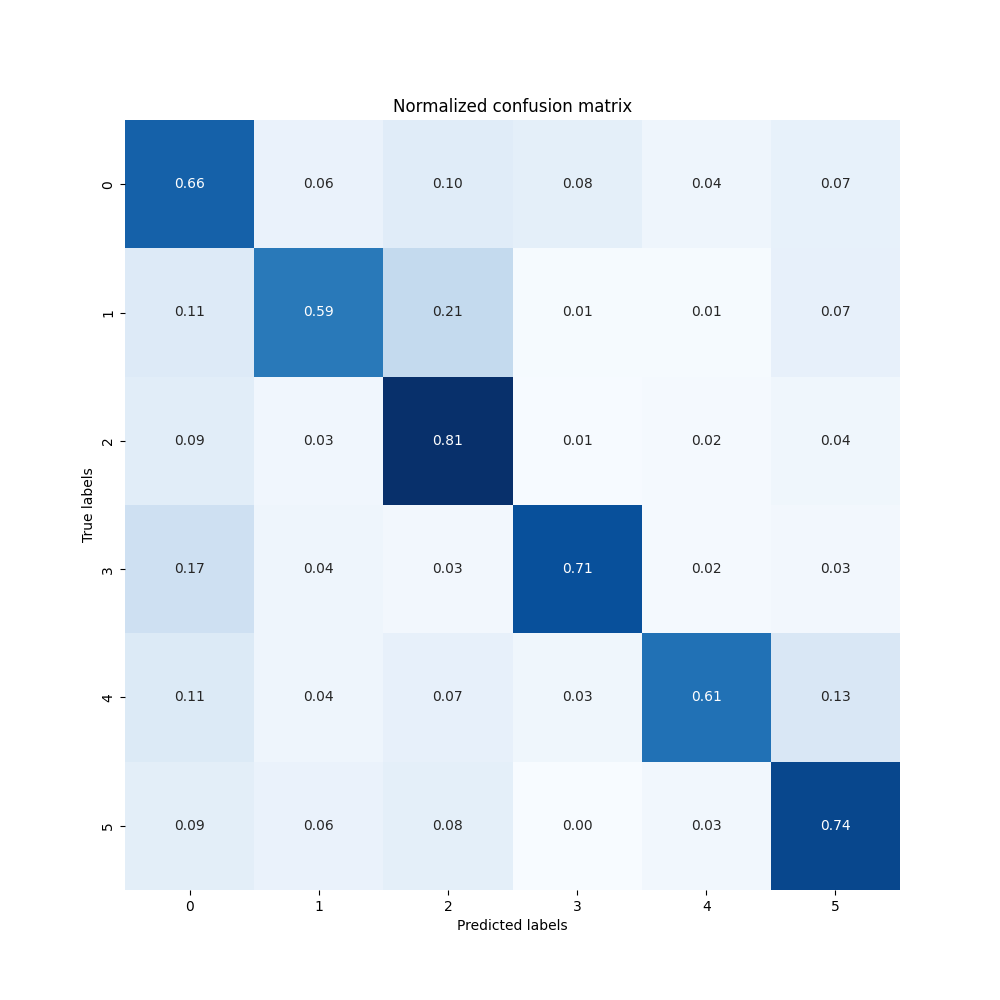 Normalized confusion matrix
0 0.66 0.06 0.10 0.08 0.04 0.07
1 0.11 0.59 0.21 0.01 0.01 0.07
2 0.09 0.03 0.81 0.01 0.02 0.04
3 0.17 0.04 0.03 0.71 0.02 0.03
4 0.11 0.04 0.07 0.03 0.61 0.13
5 0.09 0.06 0.08 0.00 0.03 0.74
True labels
0 1 2 3 4 5
Predicted labels